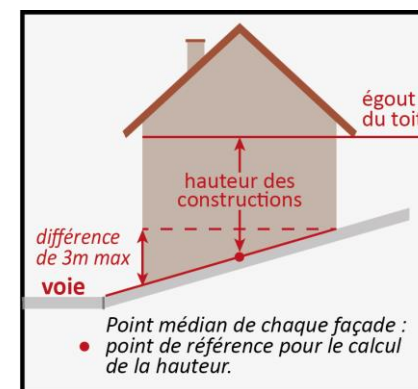 égout
du toit
hauteur des
constructions
différence
de 3m max
voie
Point médian de chaque façade :
point de référence pour le calcul
de la hauteur.